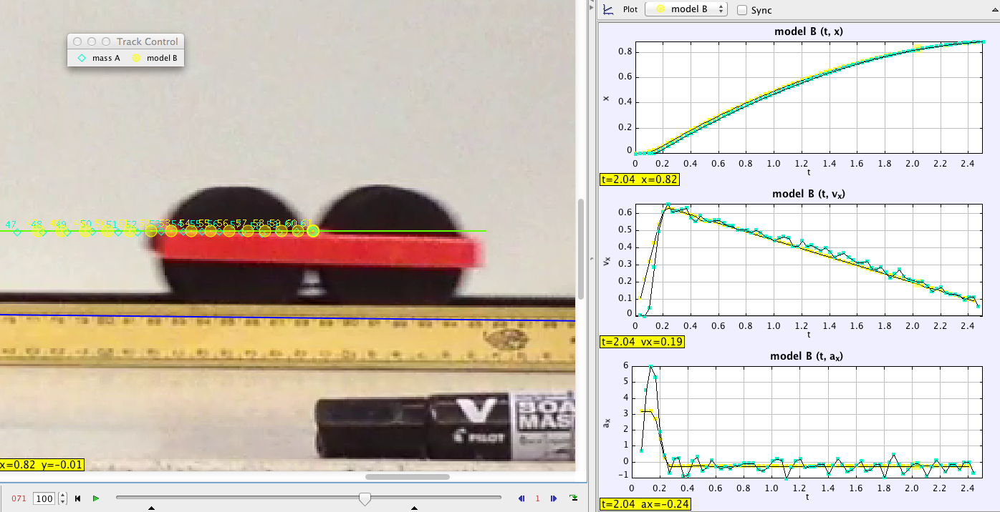 Plot model B Sync
Track Control
mass A model B
model B (t, x)
0.8
0.6
0.4
0.2
0
x
0 0.2 0.4 0.6 0.8 1.0 1.2 1.4 1.6 1.8 2.0 2.2 2.4
t
t=2.04 x=0.82
model B (t, vx)
0.6
0.5
0.4
0.3
0.2
0.1
0
vx
0 0.2 0.4 0.6 0.8 1.0 1.2 1.4 1.6 1.8 2.0 2.2 2.4
t
t=2.04 vx=0.19
model B (t, ax)
6
5
4
3
2
1
0
-1
ax
0 0.2 0.4 0.6 0.8 1.0 1.2 1.4 1.6 1.8 2.0 2.2 2.4
t
t=2.04 ax=-0.24
47 48 49 50 51 52 53 54 55 56 57 58 59 60 61
V
BOA
MAS
PILOT
x=0.82 y=-0.01
071 100 1